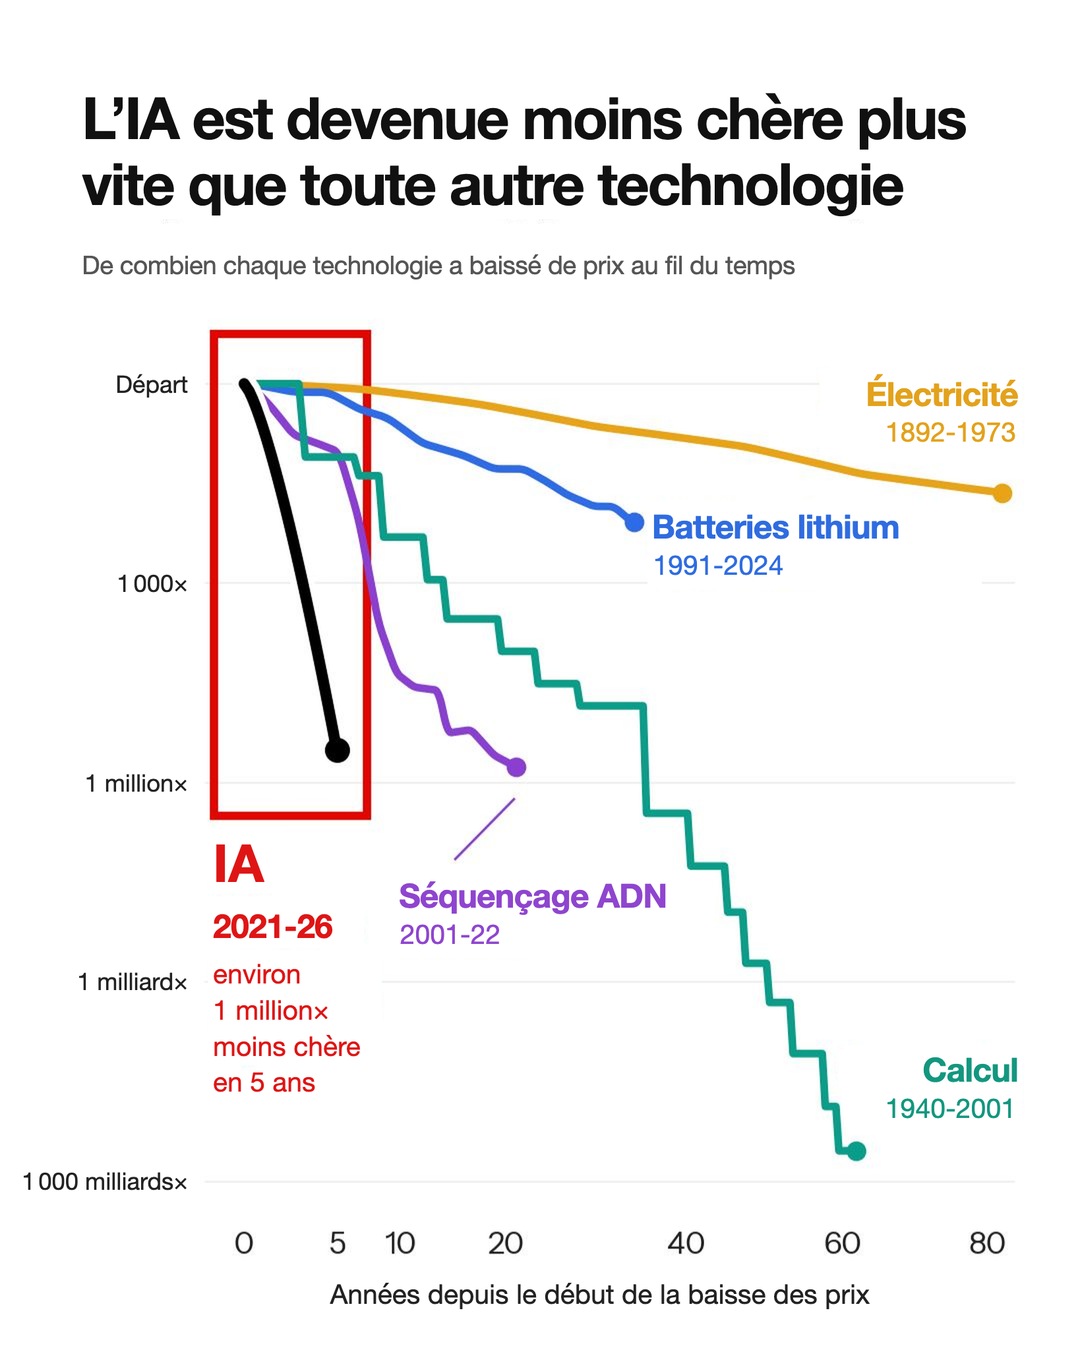 L’IA est devenue moins chère plus
vite que toute autre technologie
De combien chaque technologie a baissé de prix au fil du temps
Départ
Électricité
1892-1973
Batteries lithium
1991-2024
1 000×
1 million×
IA
2021-26
environ
1 million×
moins chère
en 5 ans
Séquençage ADN
2001-22
1 milliard×
Calcul
1940-2001
1 000 milliards×
0 5 10 20 40 60 80
Années depuis le début de la baisse des prix